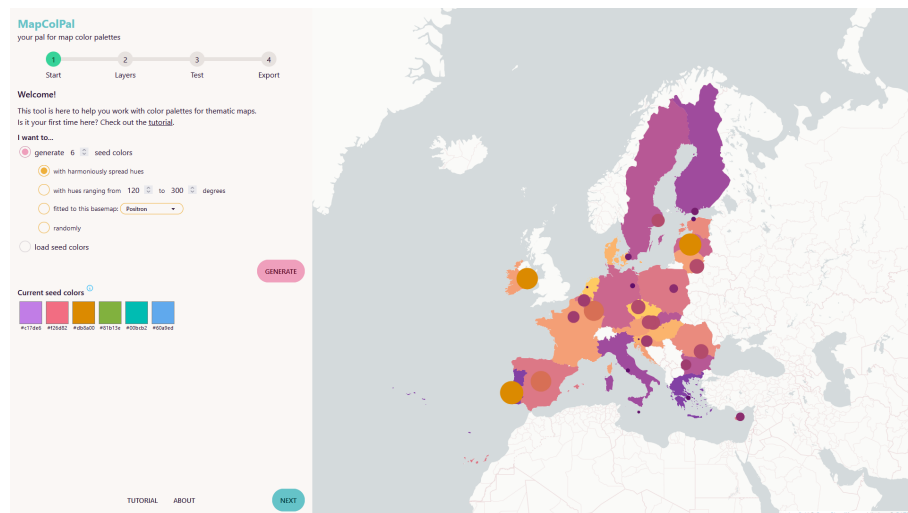 MapColPal
your pal for map color palettes
1 2 3 4
Start Layers Test Export
Welcome!
This tool is here to help you work with color palettes for thematic maps.
Is it your first time here? Check out the tutorial.
I want to...
generate 6 seed colors
with harmoniously spread hues
with hues ranging from 120 to 300 degrees
fitted to this basemap: Positron
randomly
load seed colors
GENERATE
Current seed colors
#c17de6 #f26d82 #db8a00 #81b13e #00bcb2 #60a9ed
TUTORIAL ABOUT NEXT